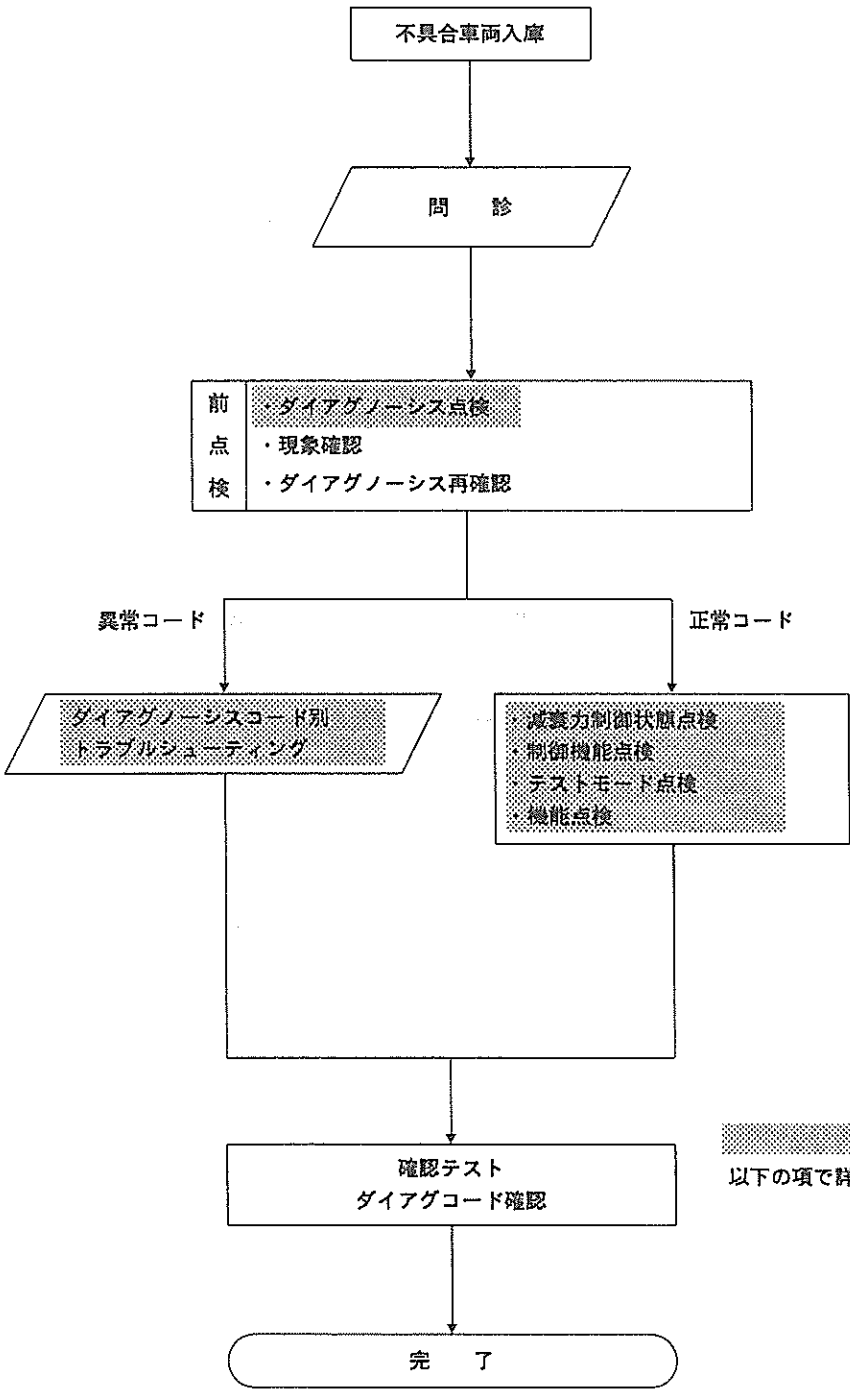 不具合車両入庫
問 診
前点検
・ダイアグノーシス点検
・現象確認
・ダイアグノーシス再確認
異常コード
正常コード
ダイアグノーシスコード別
トラブルシューティング
・減衰力制御状態点検
・制御機能点検
・テストモード点検
・機能点検
確認テスト
ダイアグコード確認
以下の項で詳
完 了